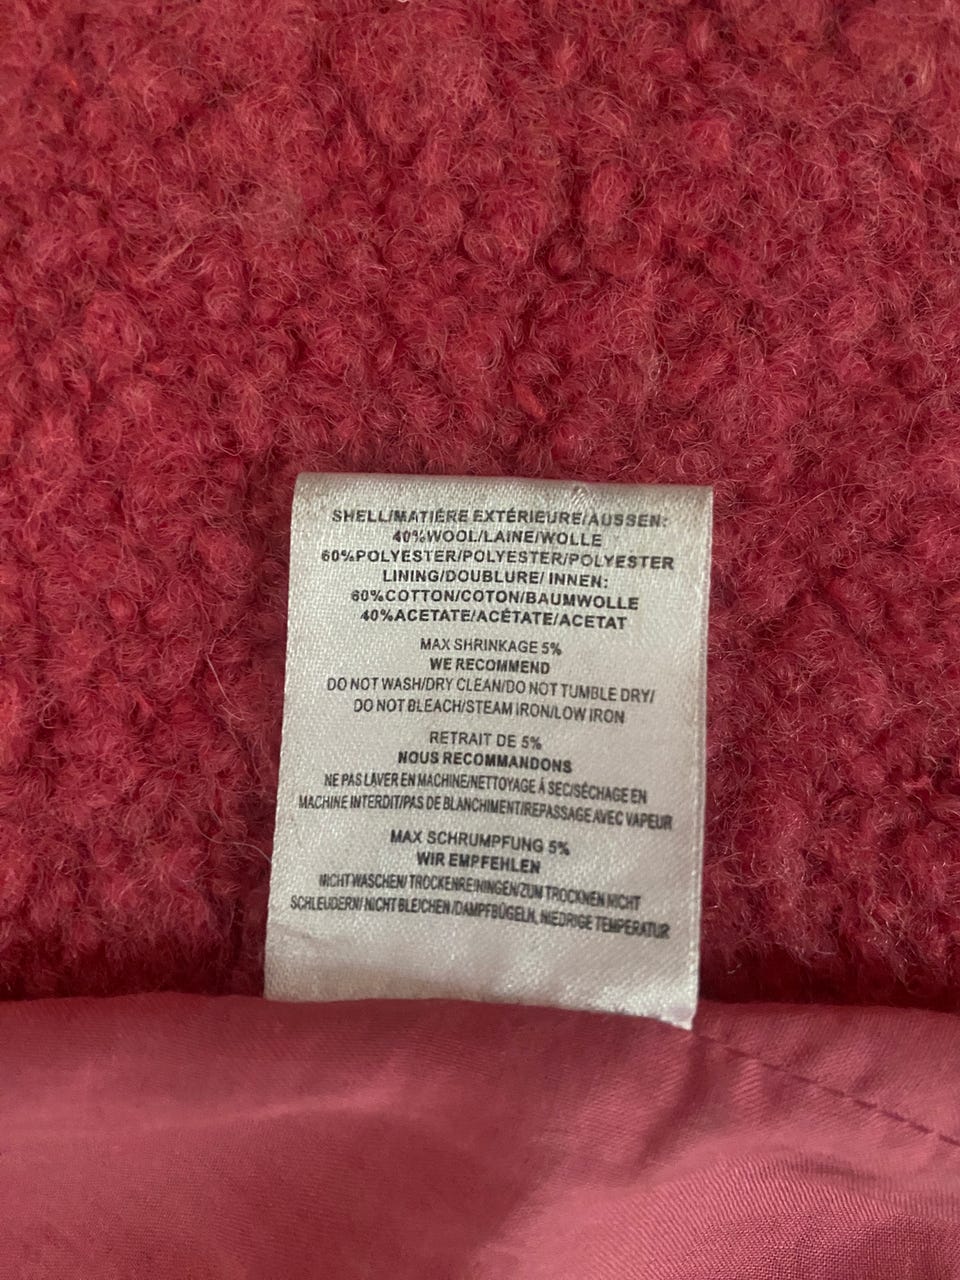 SHELL/MATIÉRE EXTÉRIEURE/AUSSEN:
40%WOOL/LAINE/WOLLE
60%POLYESTER/POLYESTER/POLYESTER
LINING/DOUBLURE/ INNEN:
60%COTTON/COTON/BAUMWOLLE
40%ACETATE/ACÉTATE/ACETAT
MAX SHRINKAGE 5%
WE RECOMMEND
DO NOT WASH/DRY CLEAN/DO NOT TUMBLE DRY/
DO NOT BLEACH/STEAM IRON/LOW IRON
RETRAIT DE 5%
NOUS RECOMMANDONS
NE PAS LAVER EN MACHINE/NETTOYAGE À SEC/SÉCHAGE EN
MACHINE INTERDIT/PAS DE BLANCHIMENT/REPASSAGE AVEC VAPEUR
MAX SCHRUMPFUNG 5%
WIR EMPFEHLEN
NICHT WASCHEN/ TROCKENREININGEN/ZUM TROCKNEN NICHT
SCHLEUDERN/ NICHT BLEICHEN /DAMPFBÜGELN, NIEDRIGE TEMPERATUR